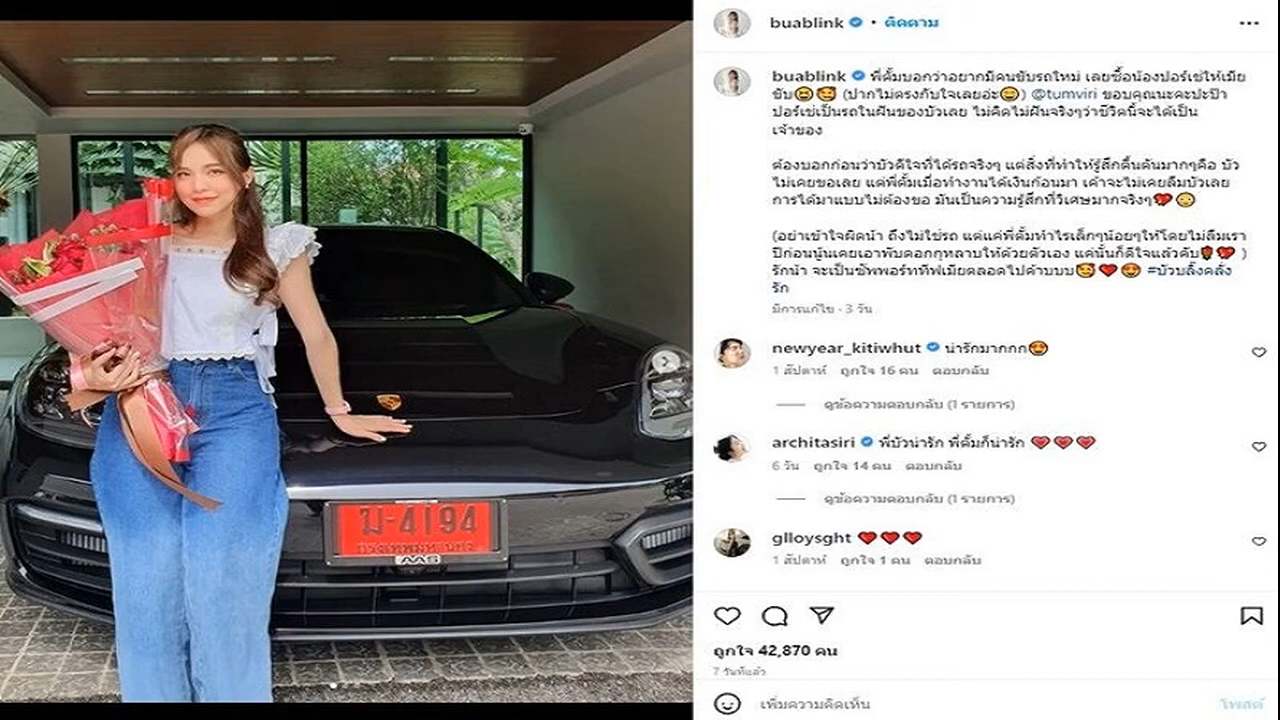 ฆ-4194
กรุงเทพมหานคร
AAS
buablink • ติดตาม
buablink พี่ตั้มบอกว่าอยากมีคนขับรถใหม่ เลยซื้อน้องปอร์เช่ให้เมีย
ขับ😆🥰 (ปากไม่ตรงกับใจเลยอ่ะ😄) @tumviri ขอบคุณนะคะปะป๊า
ปอร์เช่เป็นรถในฝันของบัวเลย ไม่คิดไม่ฝันจริงๆว่าชีวิตนี้จะได้เป็น
เจ้าของ
ต้องบอกก่อนว่าบัวดีใจที่ได้รถจริงๆ แต่สิ่งที่ทำให้รู้สึกตื้นตันมากๆคือ บัว
ไม่เคยขอเลย แต่พี่ตั้มเมื่อทำงานได้เงินก้อนมา เค้าจะไม่เคยลืมบัวเลย
การได้มาแบบไม่ต้องขอ มันเป็นความรู้สึกที่วิเศษมากจริงๆ💖🥺
(อย่าเข้าใจผิดน้า ถึงไม่ใช่รถ แต่แค่พี่ตั้มทำไรเล็กๆน้อยๆให้โดยไม่ลืมเรา
ปีก่อนนู้นเคยเอาพับดอกกุหลาบให้ด้วยตัวเอง แค่นั้นก็ดีใจแล้วคับ🌹💖 )
รักน้า จะเป็นซัพพอร์ททีฟเมียตลอดไปค้าบบบ🥰❤️😍 #บัวบลิ๊งคลั่ง
รัก
มีการแก้ไข · 3 วัน
newyear_kitiwhut น่ารักมากกก😍
1 สัปดาห์ ถูกใจ 16 คน ตอบกลับ
ดูข้อความตอบกลับ (1 รายการ)
architasiri พี่บัวน่ารัก พี่ตั้มก็น่ารัก ❤️❤️❤️
6 วัน ถูกใจ 14 คน ตอบกลับ
ดูข้อความตอบกลับ (1 รายการ)
glloysght ❤️❤️❤️
1 สัปดาห์ ถูกใจ 1 คน ตอบกลับ
ถูกใจ 42,870 คน
7 วันที่แล้ว
เพิ่มความคิดเห็น โพสต์